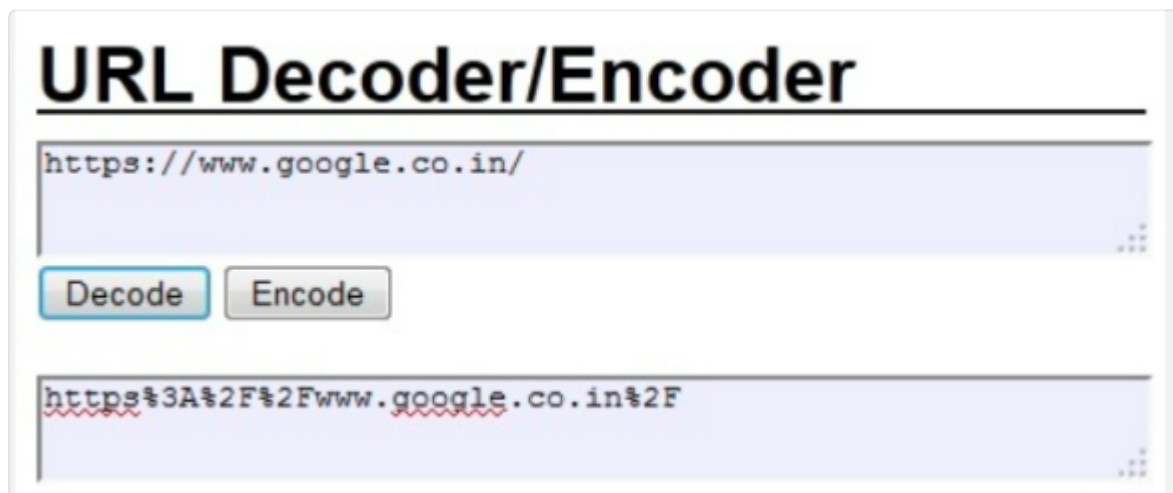 URL Decoder/Encoder
https://www.google.co.in/
Decode Encode
https%3A%2F%2Fwww.google.co.in%2F